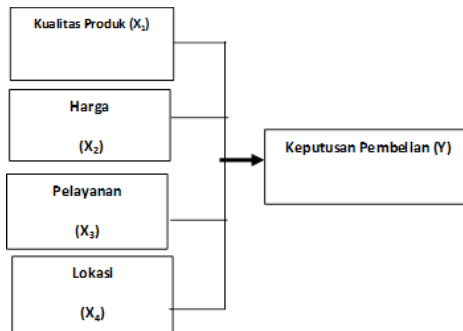 Kualitas Produk (X₁)
Harga
(X₂)
Pelayanan
(X₃)
Lokasi
(X₄)
Keputusan Pembelian (Y)